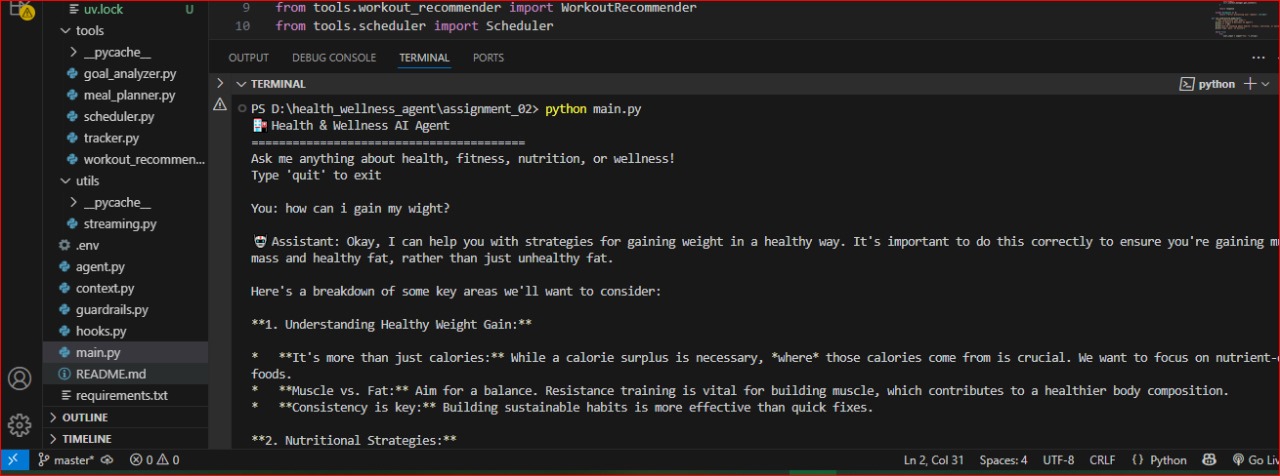 uv.lock U
tools
__pycache__
goal_analyzer.py
meal_planner.py
scheduler.py
tracker.py
workout_recommen...
utils
__pycache__
streaming.py
.env
agent.py
context.py
guardrails.py
hooks.py
main.py
README.md
requirements.txt
OUTLINE
TIMELINE
9 from tools.workout_recommender import WorkoutRecommender
10 from tools.scheduler import Scheduler
OUTPUT DEBUG CONSOLE TERMINAL PORTS
TERMINAL
python
PS D:\health_wellness_agent\assignment_02> python main.py
Health & Wellness AI Agent
========================================
Ask me anything about health, fitness, nutrition, or wellness!
Type 'quit' to exit
You: how can i gain my wight?
Assistant: Okay, I can help you with strategies for gaining weight in a healthy way. It's important to do this correctly to ensure you're gaining
mass and healthy fat, rather than just unhealthy fat.
Here's a breakdown of some key areas we'll want to consider:
**1. Understanding Healthy Weight Gain:**
* **It's more than just calories:** While a calorie surplus is necessary, *where* those calories come from is crucial. We want to focus on nutrient-
foods.
* **Muscle vs. Fat:** Aim for a balance. Resistance training is vital for building muscle, which contributes to a healthier body composition.
* **Consistency is key:** Building sustainable habits is more effective than quick fixes.
**2. Nutritional Strategies:**
master* 0 0 Ln 2, Col 31 Spaces: 4 UTF-8 CRLF {} Python Go Liv